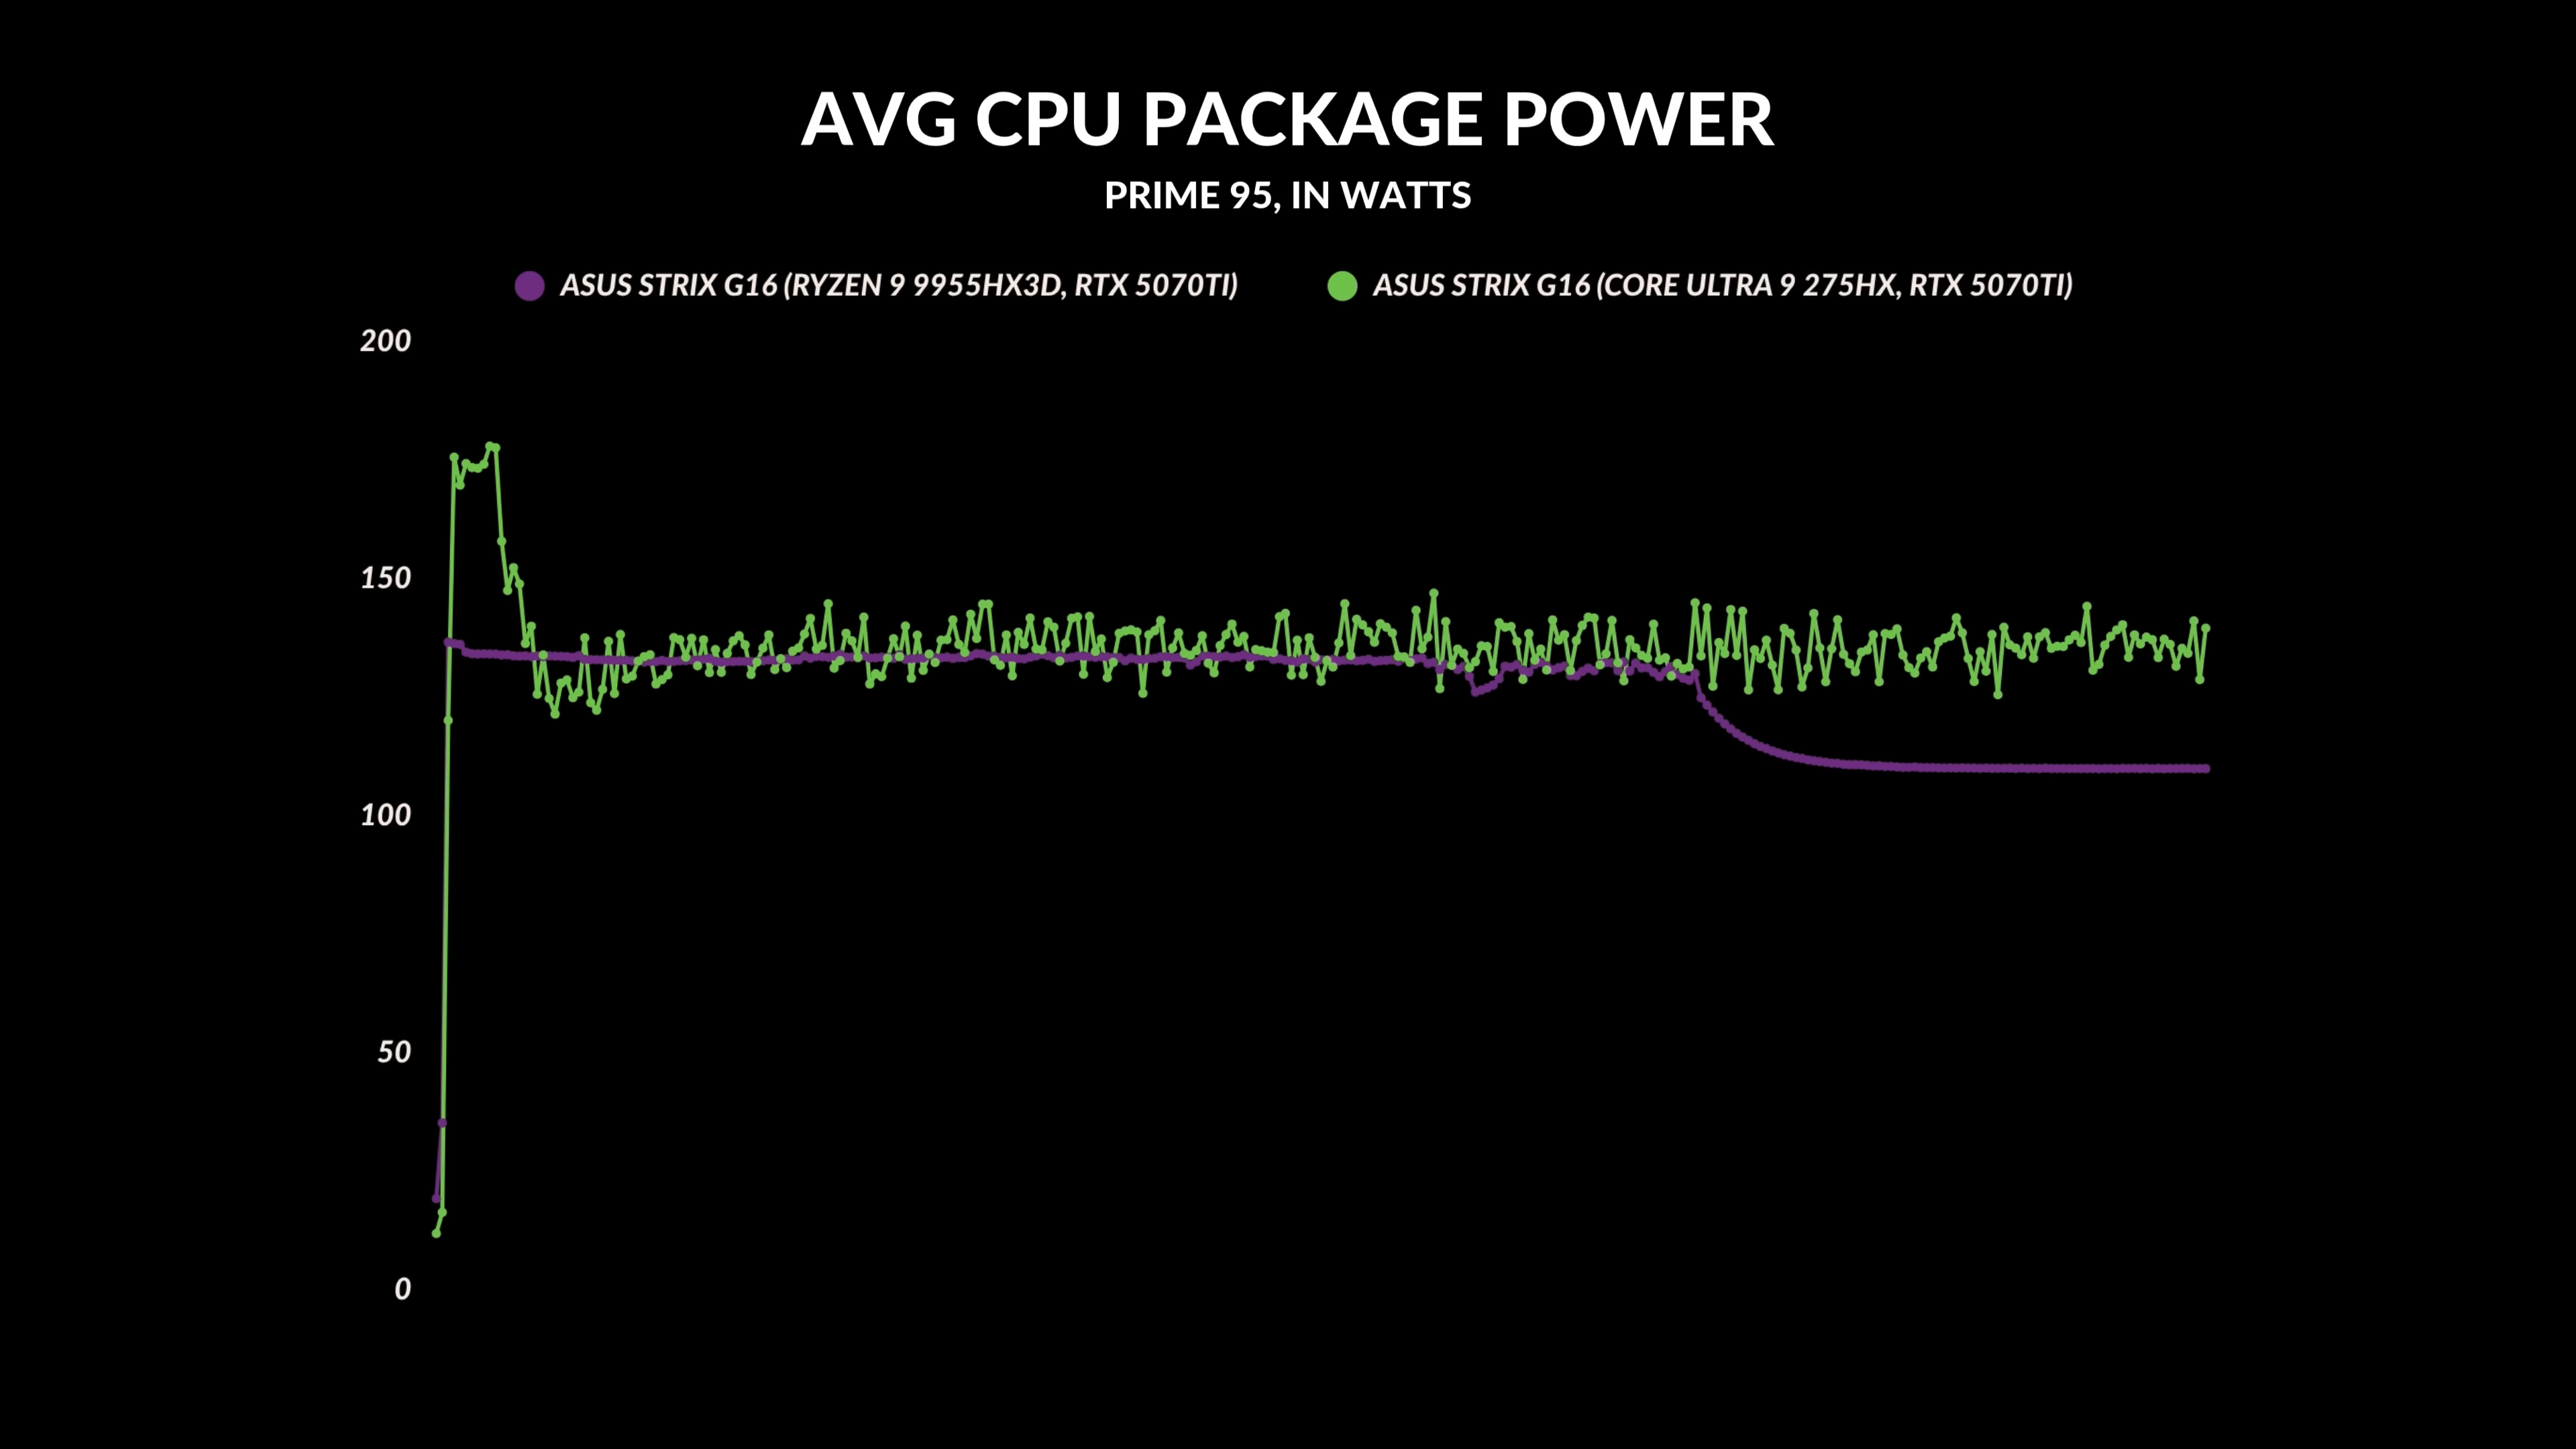 AVG CPU PACKAGE POWER
PRIME 95, IN WATTS
ASUS STRIX G16 (RYZEN 9 9955HX3D, RTX 5070TI) ASUS STRIX G16 (CORE ULTRA 9 275HX, RTX 5070TI)
200
150
100
50
0